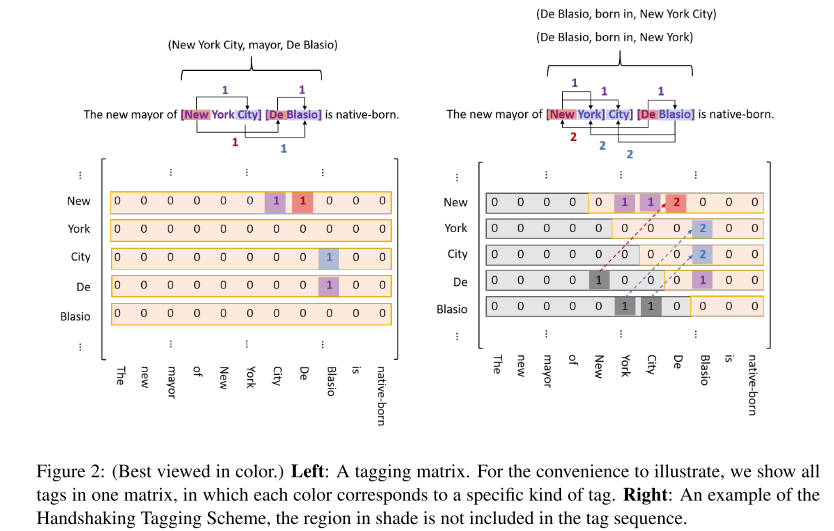 (New York City, mayor, De Blasio)
1 1
The new mayor of [New York City] [De Blasio] is native-born.
1 1
⋮ ⋮ ⋮
New 0 0 0 0 0 0 1 1 0 0 0
York 0 0 0 0 0 0 0 0 0 0 0
City 0 0 0 0 0 0 0 0 1 0 0
De 0 0 0 0 0 0 0 0 1 0 0
Blasio 0 0 0 0 0 0 0 0 0 0 0
⋮ ⋮ ⋮
The new mayor of New York City De Blasio is native-born
(De Blasio, born in, New York City)
(De Blasio, born in, New York)
1
1 1
The new mayor of [New York] City] [De Blasio] is native-born.
2 2
2
⋮ ⋮ ⋮
New 0 0 0 0 0 1 1 2 0 0 0
York 0 0 0 0 0 0 0 0 2 0 0
City 0 0 0 0 0 0 0 0 2 0 0
De 0 0 0 0 1 0 0 0 1 0 0
Blasio 0 0 0 0 0 1 1 0 0 0 0
⋮ ⋮ ⋮
The new mayor of New York City De Blasio is native-born
Figure 2: (Best viewed in color.) Left: A tagging matrix. For the convenience to illustrate, we show all
tags in one matrix, in which each color corresponds to a specific kind of tag. Right: An example of the
Handshaking Tagging Scheme, the region in shade is not included in the tag sequence.